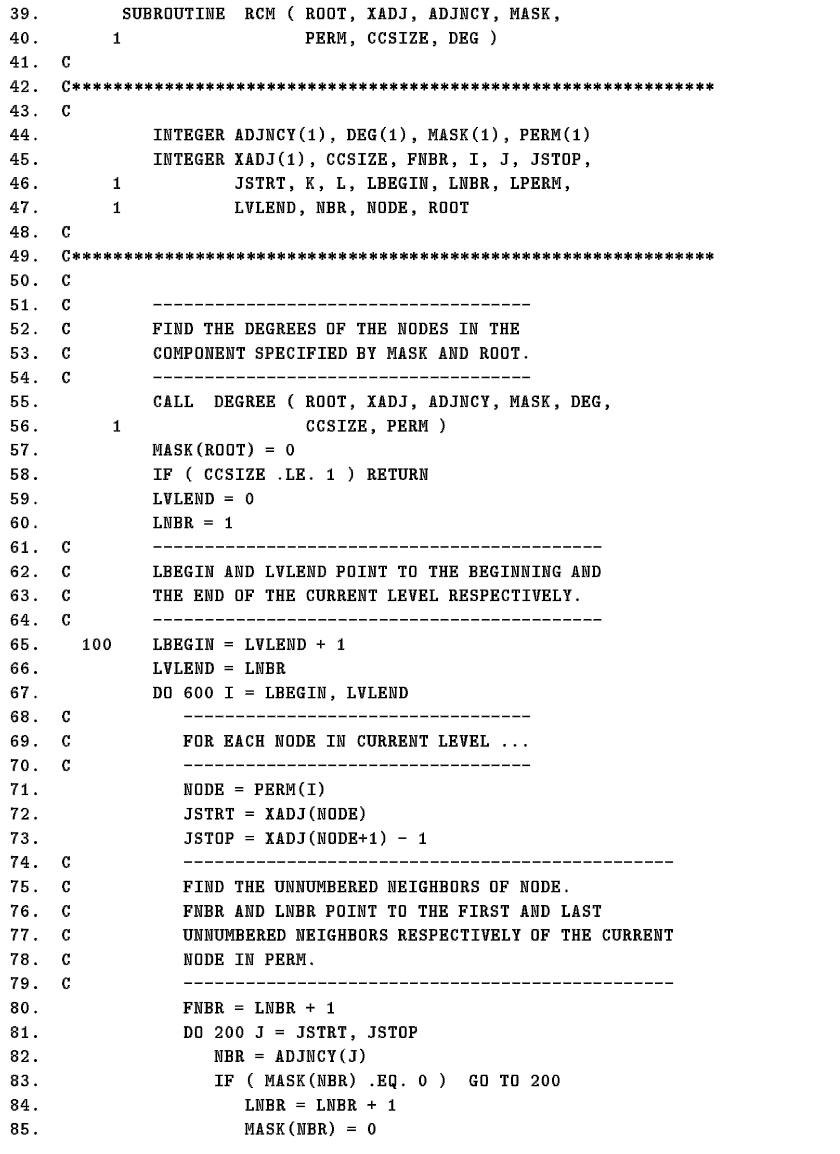 39.        SUBROUTINE  RCM ( ROOT, XADJ, ADJNCY, MASK,
40.       1                  PERM, CCSIZE, DEG )
41.  C
42.  C***************************************************************
43.  C
44.           INTEGER ADJNCY(1), DEG(1), MASK(1), PERM(1)
45.           INTEGER XADJ(1), CCSIZE, FNBR, I, J, JSTOP,
46.       1           JSTRT, K, L, LBEGIN, LNBR, LPERM,
47.       1           LVLEND, NBR, NODE, ROOT
48.  C
49.  C***************************************************************
50.  C
51.  C        -------------------------------------
52.  C        FIND THE DEGREES OF THE NODES IN THE
53.  C        COMPONENT SPECIFIED BY MASK AND ROOT.
54.  C        -------------------------------------
55.           CALL  DEGREE ( ROOT, XADJ, ADJNCY, MASK, DEG,
56.       1                  CCSIZE, PERM )
57.           MASK(ROOT) = 0
58.           IF ( CCSIZE .LE. 1 ) RETURN
59.           LVLEND = 0
60.           LNBR = 1
61.  C        --------------------------------------------
62.  C        LBEGIN AND LVLEND POINT TO THE BEGINNING AND
63.  C        THE END OF THE CURRENT LEVEL RESPECTIVELY.
64.  C        --------------------------------------------
65.    100    LBEGIN = LVLEND + 1
66.           LVLEND = LNBR
67.           DO 600 I = LBEGIN, LVLEND
68.  C           ----------------------------------
69.  C           FOR EACH NODE IN CURRENT LEVEL ...
70.  C           ----------------------------------
71.              NODE = PERM(I)
72.              JSTRT = XADJ(NODE)
73.              JSTOP = XADJ(NODE+1) - 1
74.  C           ------------------------------------------------
75.  C           FIND THE UNNUMBERED NEIGHBORS OF NODE.
76.  C           FNBR AND LNBR POINT TO THE FIRST AND LAST
77.  C           UNNUMBERED NEIGHBORS RESPECTIVELY OF THE CURRENT
78.  C           NODE IN PERM.
79.  C           ------------------------------------------------
80.              FNBR = LNBR + 1
81.              DO 200 J = JSTRT, JSTOP
82.                 NBR = ADJNCY(J)
83.                 IF ( MASK(NBR) .EQ. 0 )  GO TO 200
84.                    LNBR = LNBR + 1
85.                    MASK(NBR) = 0